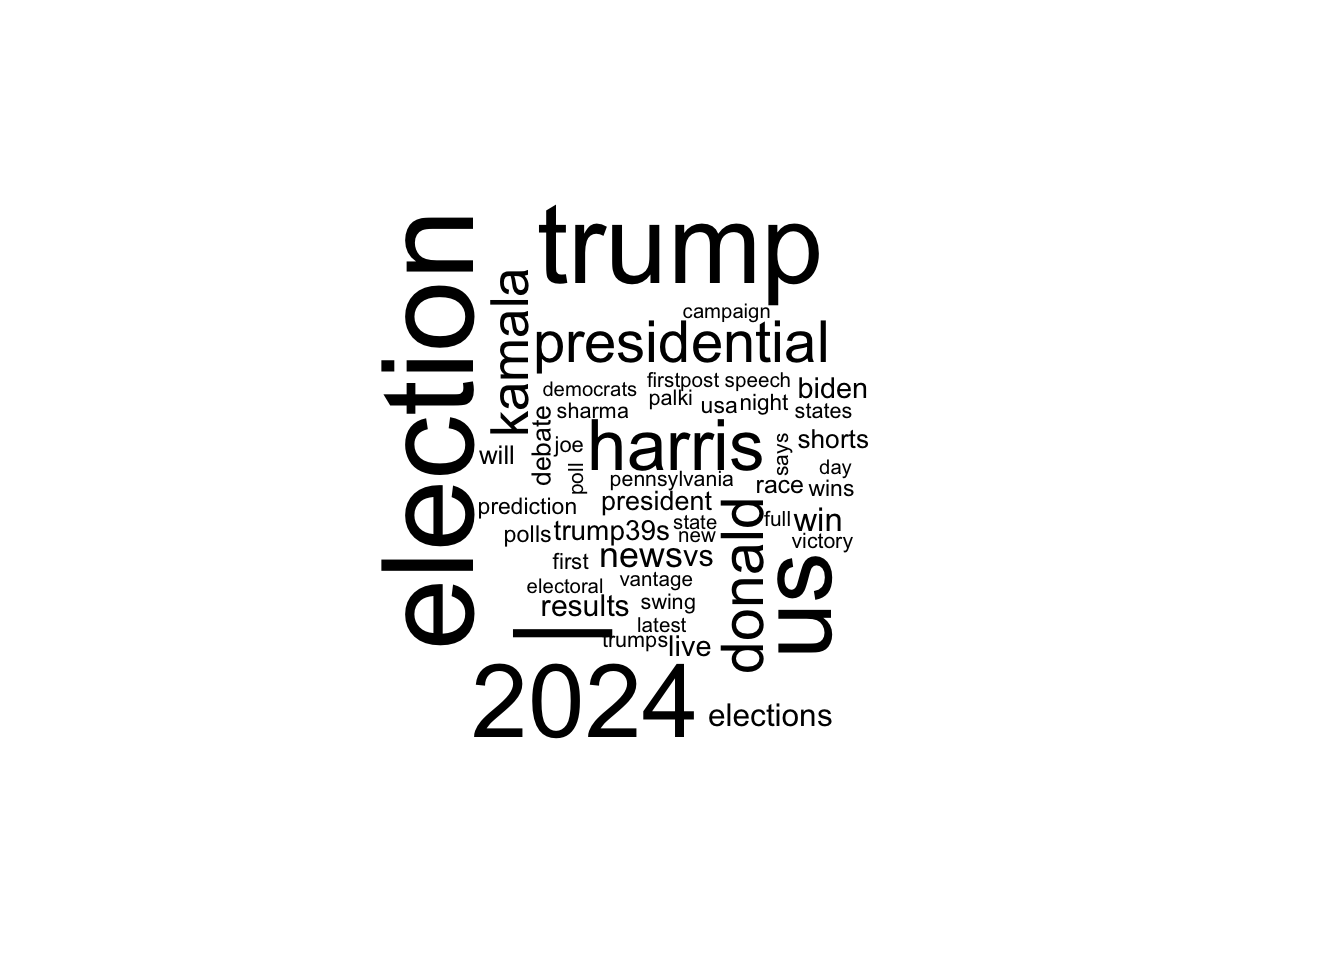 election
trump
kamala
campaign
presidential
firstpost speech
democrats
palki
biden
usa night
sharma
states
debate
harris
shorts
joe
says
will
poll
day
pennsylvania
race wins
president
prediction
donald
full win
state
polls trump39s
new
victory
news vs
first
us
vantage
electoral
results
swing
latest
|
trumps live
2024
elections